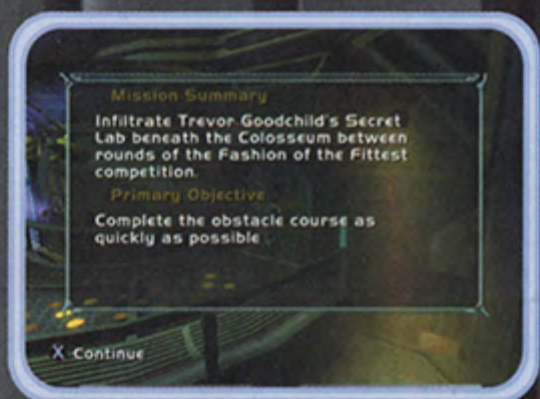 Mission Summary
Infiltrate Trevor Goodchild's Secret
Lab beneath the Colosseum between
rounds of the Fashion of the Fittest
competition.
Primary Objective
Complete the obstacle course as
quickly as possible
X Continue